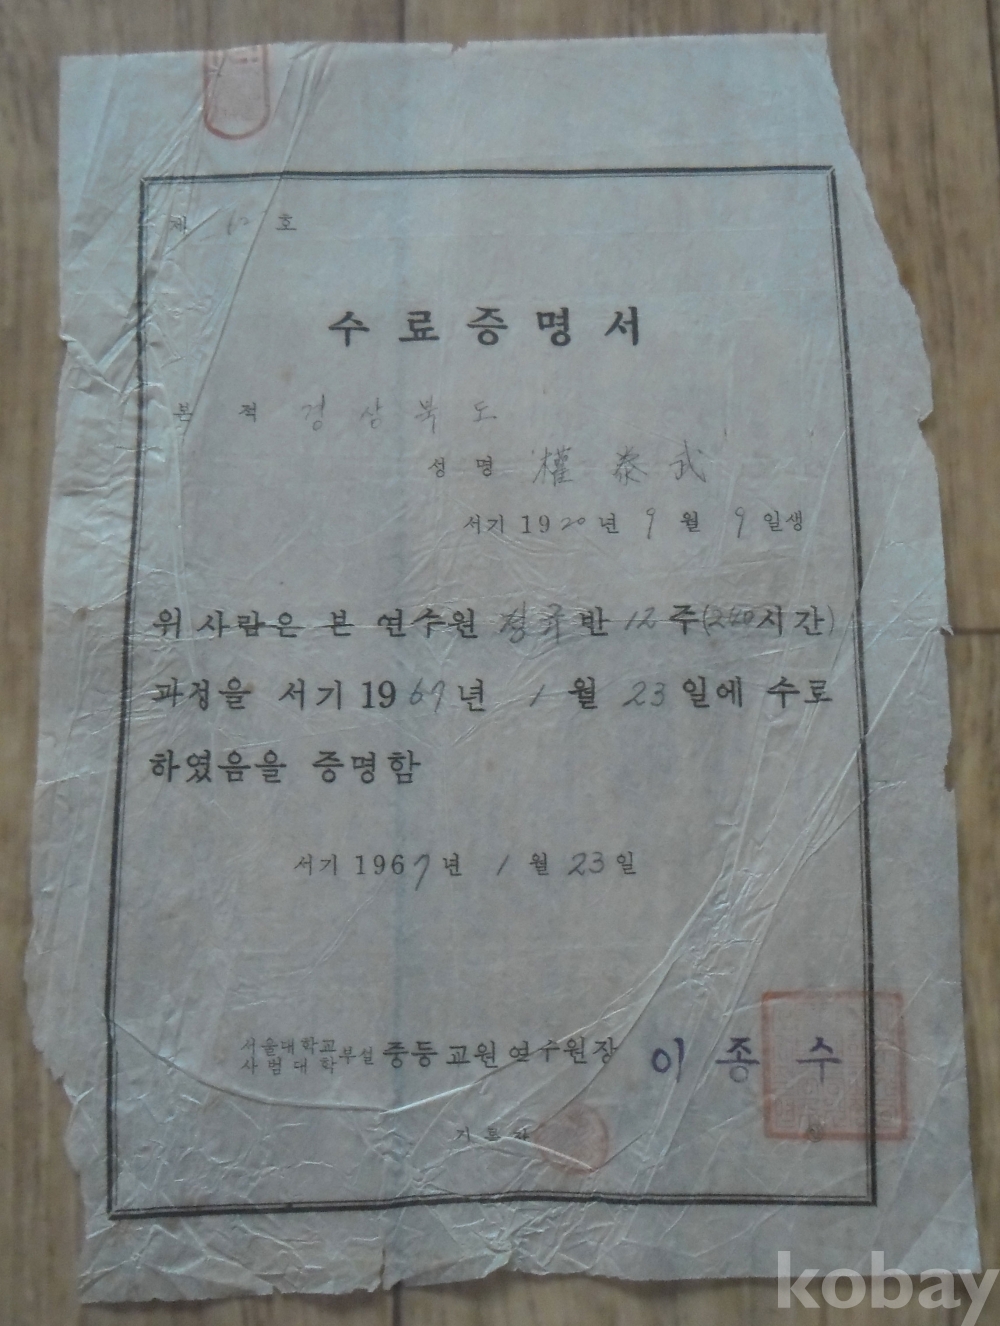 제 호
수료증명서
본 적 경상북도
성 명 權 泰 武
서기 1920년 9월 9일생
위 사람은 본 연수원 정규반 12주(240시간)
과정을 서기 1967년 1월 23일에 수료
하였음을 증명함
서기 1967년 1월 23일
서울대학교
사범대학 부설 중등교원연수원장 이종수
기록자
kobay